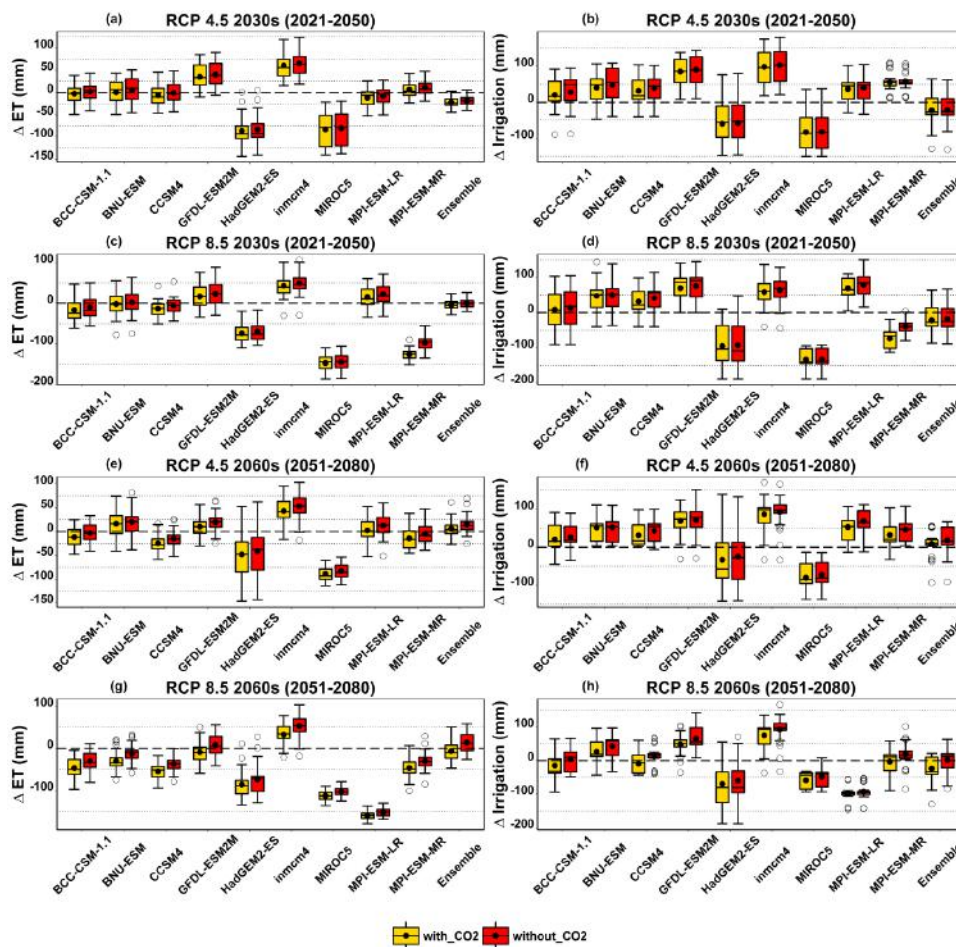 (a) RCP 4.5 2030s (2021-2050)
Δ ET (mm)
100
50
0
-50
-100
-150
BCC-CSM-1.1
BNU-ESM
CCSM4
GFDL-ESM2M
HadGEM2-ES
inmcm4
MIROC5
MPI-ESM-LR
MPI-ESM-MR
Ensemble
(b) RCP 4.5 2030s (2021-2050)
Δ Irrigation (mm)
100
0
-100
BCC-CSM-1.1
BNU-ESM
CCSM4
GFDL-ESM2M
HadGEM2-ES
inmcm4
MIROC5
MPI-ESM-LR
MPI-ESM-MR
Ensemble
(c) RCP 8.5 2030s (2021-2050)
Δ ET (mm)
100
0
-200
BCC-CSM-1.1
BNU-ESM
CCSM4
GFDL-ESM2M
HadGEM2-ES
inmcm4
MIROC5
MPI-ESM-LR
MPI-ESM-MR
Ensemble
(d) RCP 8.5 2030s (2021-2050)
Δ Irrigation (mm)
100
0
-200
BCC-CSM-1.1
BNU-ESM
CCSM4
GFDL-ESM2M
HadGEM2-ES
inmcm4
MIROC5
MPI-ESM-LR
MPI-ESM-MR
Ensemble
(e) RCP 4.5 2060s (2051-2080)
Δ ET (mm)
100
50
0
-50
-100
-150
BCC-CSM-1.1
BNU-ESM
CCSM4
GFDL-ESM2M
HadGEM2-ES
inmcm4
MIROC5
MPI-ESM-LR
MPI-ESM-MR
Ensemble
(f) RCP 4.5 2060s (2051-2080)
Δ Irrigation (mm)
100
0
-100
BCC-CSM-1.1
BNU-ESM
CCSM4
GFDL-ESM2M
HadGEM2-ES
inmcm4
MIROC5
MPI-ESM-LR
MPI-ESM-MR
Ensemble
(g) RCP 8.5 2060s (2051-2080)
Δ ET (mm)
100
0
-200
BCC-CSM-1.1
BNU-ESM
CCSM4
GFDL-ESM2M
HadGEM2-ES
inmcm4
MIROC5
MPI-ESM-LR
MPI-ESM-MR
Ensemble
(h) RCP 8.5 2060s (2051-2080)
Δ Irrigation (mm)
100
0
-200
BCC-CSM-1.1
BNU-ESM
CCSM4
GFDL-ESM2M
HadGEM2-ES
inmcm4
MIROC5
MPI-ESM-LR
MPI-ESM-MR
Ensemble
with_CO2 without_CO2